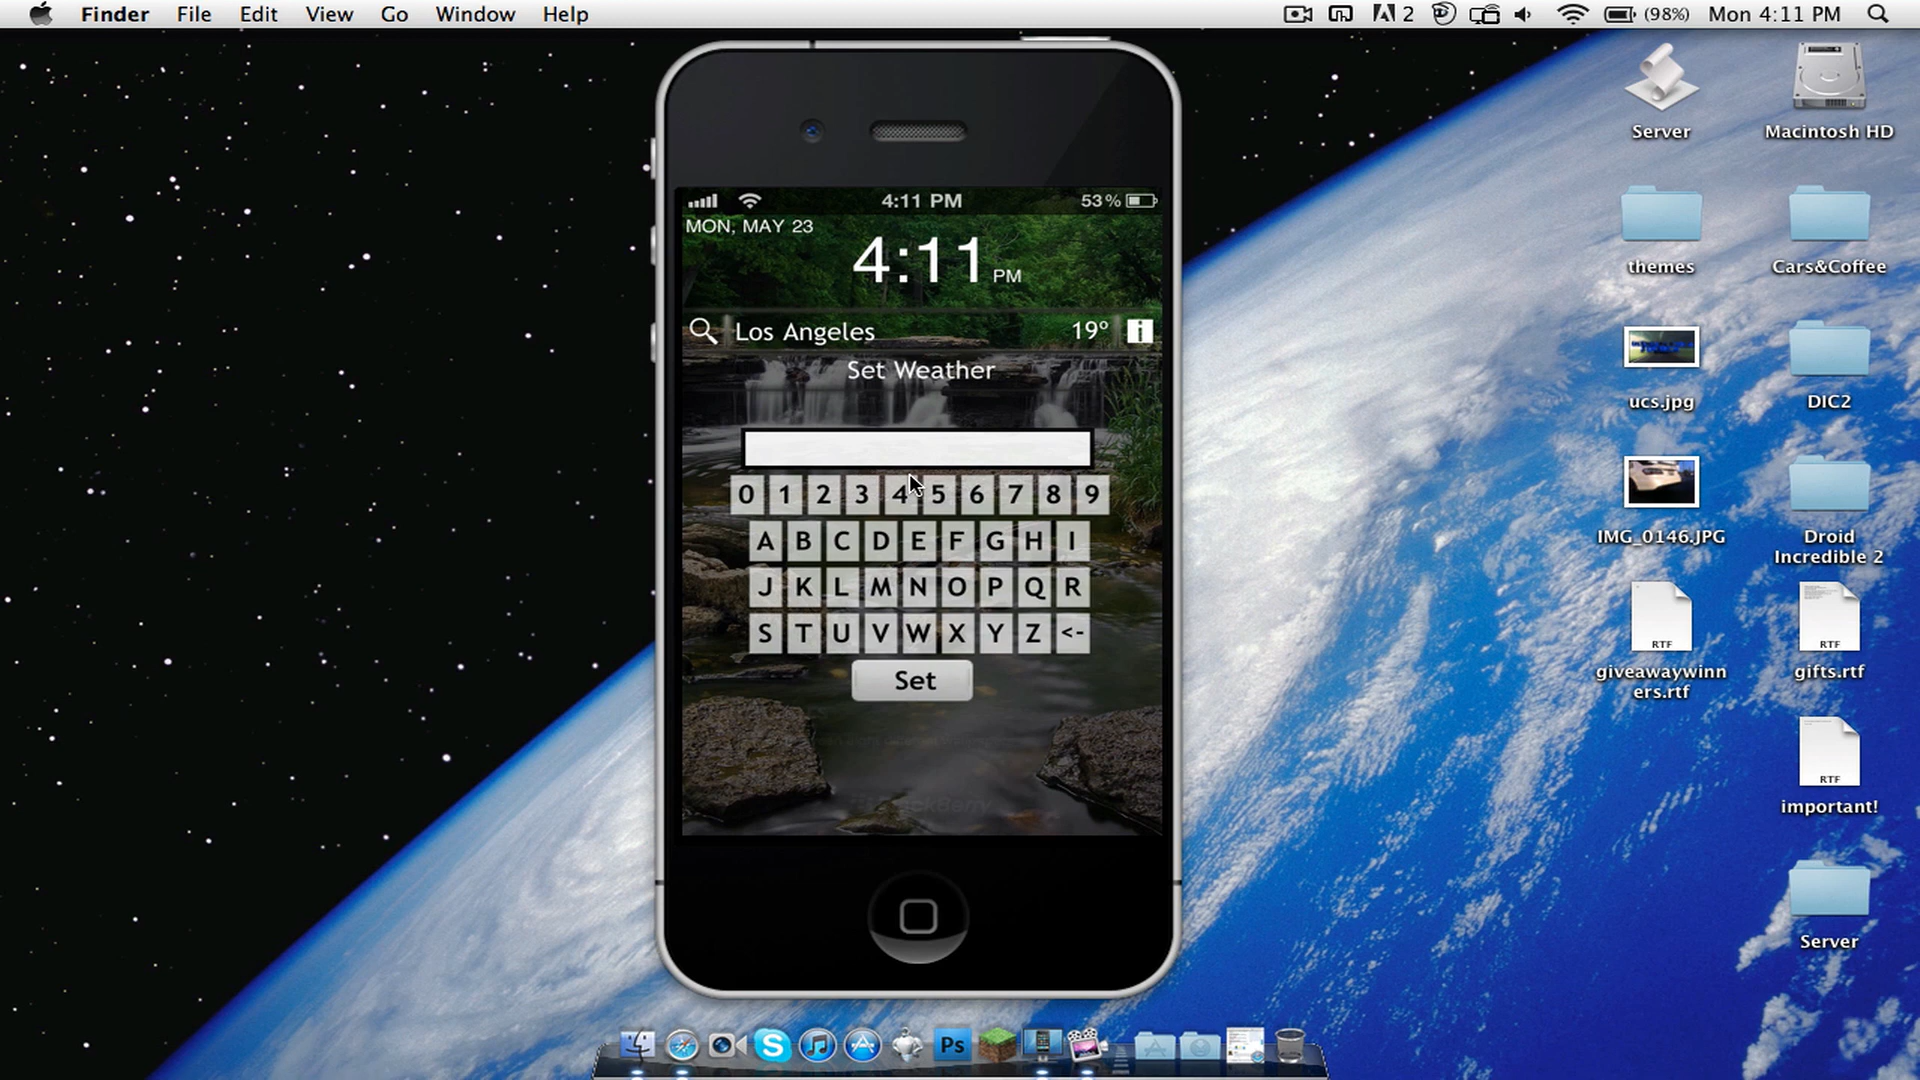 Finder File Edit View Go Window Help
2 (98%) Mon 4:11 PM
Server
Macintosh HD
themes
Cars&Coffee
ucs.jpg
DIC2
IMG_0146.JPG
Droid
Incredible 2
RTF
giveawaywinn
ers.rtf
RTF
gifts.rtf
RTF
important!
Server
4:11 PM 53%
MON, MAY 23
4:11 PM
Los Angeles 19° i
Set Weather
0 1 2 3 4 5 6 7 8 9
A B C D E F G H I
J K L M N O P Q R
S T U V W X Y Z <-
Set
Ps